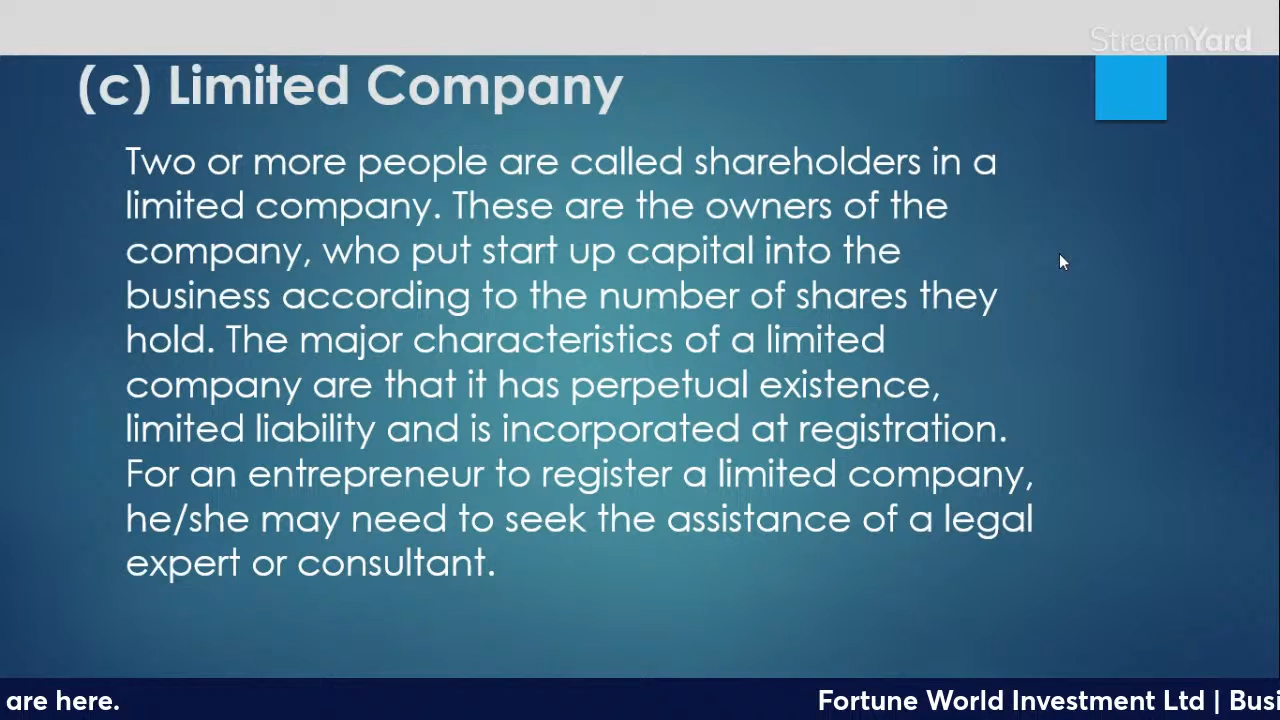 StreamYard
(c) Limited Company
Two or more people are called shareholders in a
limited company. These are the owners of the
company, who put start up capital into the
business according to the number of shares they
hold. The major characteristics of a limited
company are that it has perpetual existence,
limited liability and is incorporated at registration.
For an entrepreneur to register a limited company,
he/she may need to seek the assistance of a legal
expert or consultant.
are here. Fortune World Investment Ltd | Busi